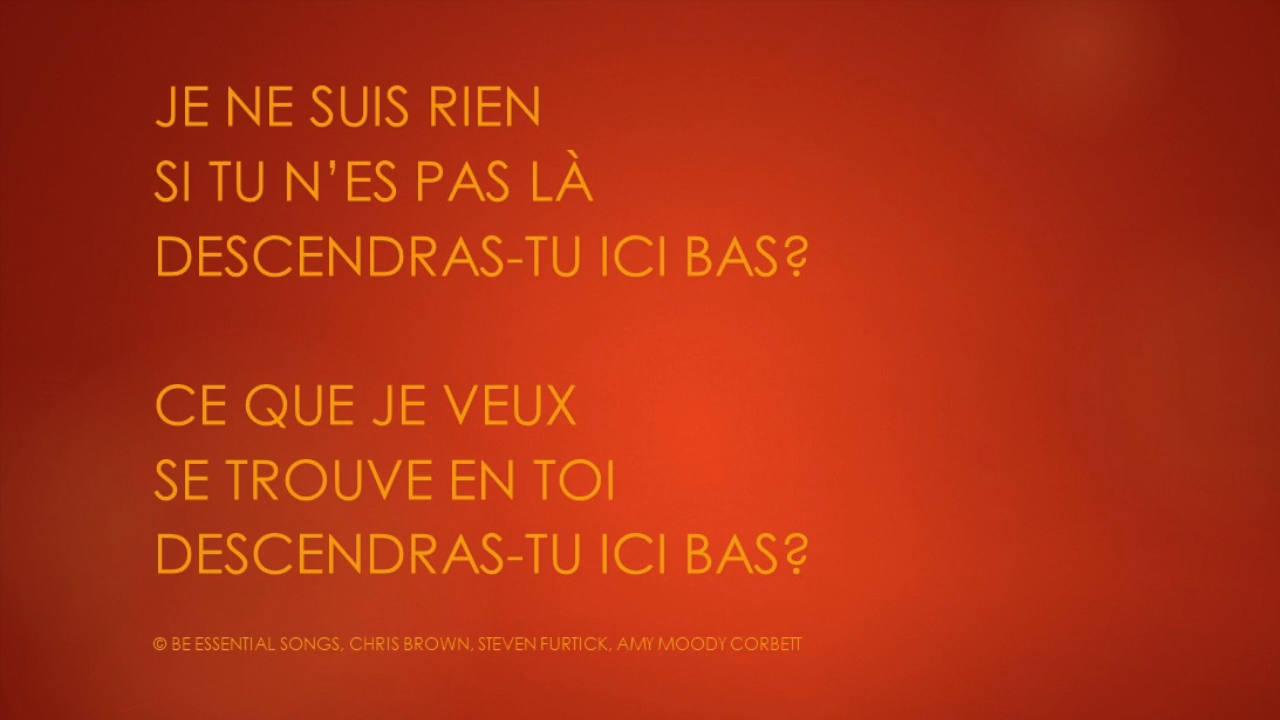 JE NE SUIS RIEN
SI TU N’ES PAS LÀ
DESCENDRAS-TU ICI BAS?
CE QUE JE VEUX
SE TROUVE EN TOI
DESCENDRAS-TU ICI BAS?
© BE ESSENTIAL SONGS, CHRIS BROWN, STEVEN FURTICK, AMY MOODY CORBETT